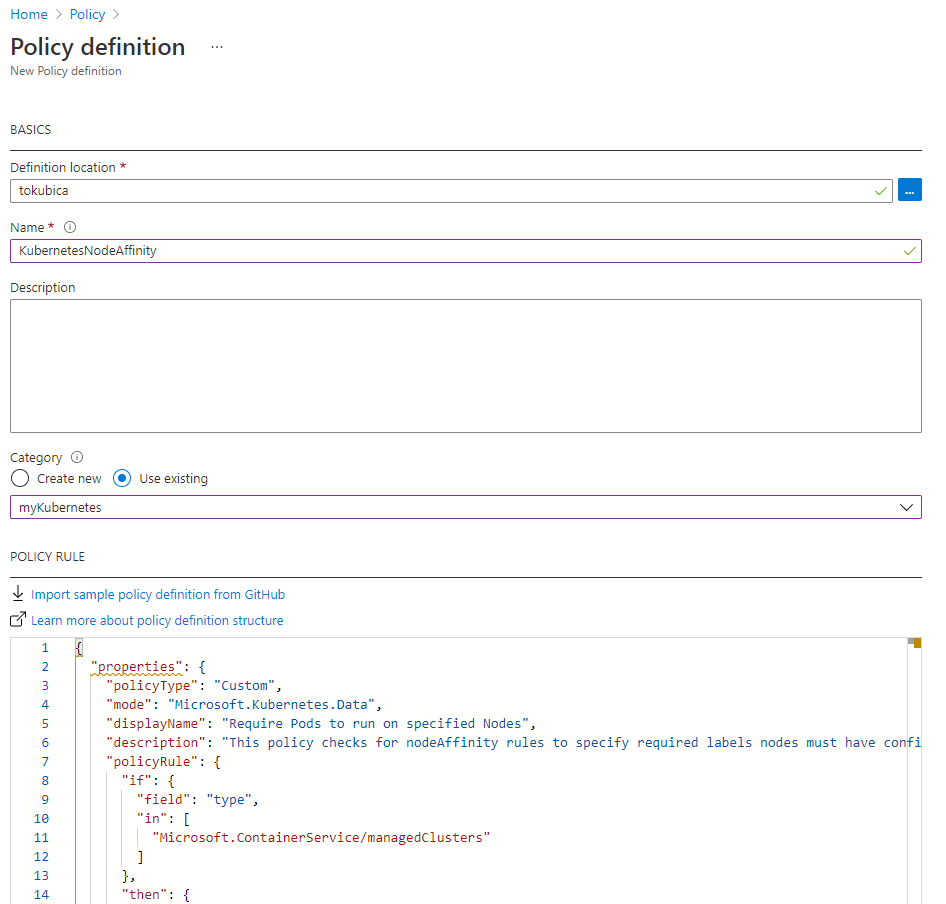 Home > Policy >
Policy definition ...
New Policy definition
BASICS
Definition location *
tokubica
...
Name *
KubernetesNodeAffinity
Description
Category
Create new Use existing
myKubernetes
POLICY RULE
Import sample policy definition from GitHub
Learn more about policy definition structure
1 {
2 "properties": {
3 "policyType": "Custom",
4 "mode": "Microsoft.Kubernetes.Data",
5 "displayName": "Require Pods to run on specified Nodes",
6 "description": "This policy checks for nodeAffinity rules to specify required labels nodes must have confi
7 "policyRule": {
8 "if": {
9 "field": "type",
10 "in": [
11 "Microsoft.ContainerService/managedClusters"
12 ]
13 },
14 "then": {